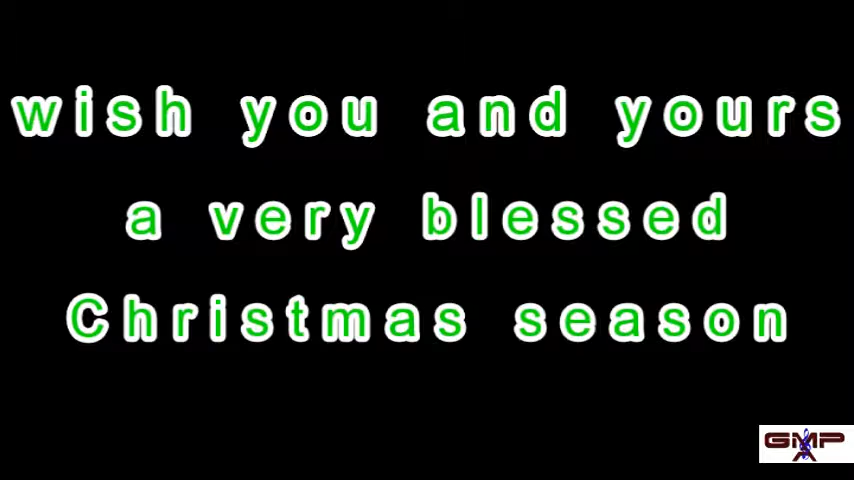 wish you and yours
a very blessed
Christmas season
GMP
A